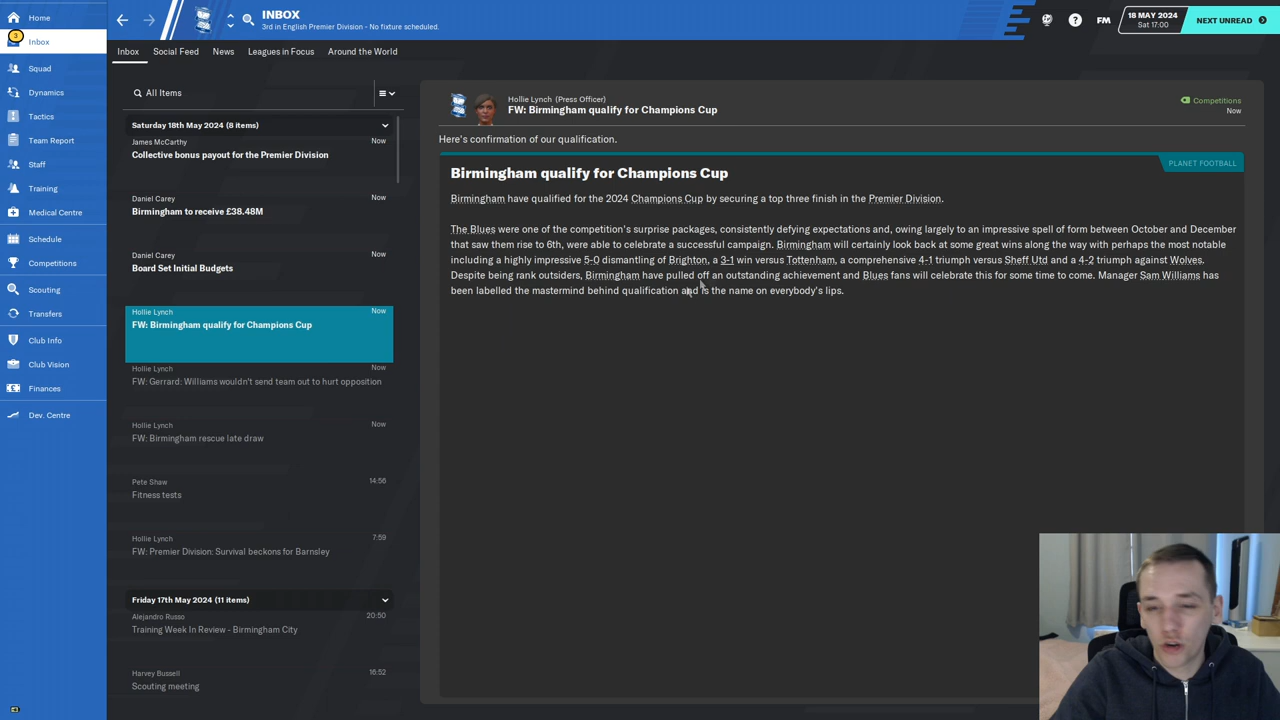 Home
INBOX
3rd in English Premier Division - No fixture scheduled.
FM
18 MAY 2024
Sat 17:00
NEXT UNREAD
3
Inbox
Squad
Dynamics
Tactics
Team Report
Staff
Training
Medical Centre
Schedule
Competitions
Scouting
Transfers
Club Info
Club Vision
Finances
Dev. Centre
Inbox
Social Feed
News
Leagues in Focus
Around the World
All Items
Saturday 18th May 2024 (8 items)
James McCarthy
Now
Collective bonus payout for the Premier Division
Daniel Carey
Now
Birmingham to receive £38.48M
Daniel Carey
Now
Board Set Initial Budgets
Hollie Lynch
Now
FW: Birmingham qualify for Champions Cup
Hollie Lynch
Now
FW: Gerrard: Williams wouldn't send team out to hurt opposition
Hollie Lynch
Now
FW: Birmingham rescue late draw
Pete Shaw
14:56
Fitness tests
Hollie Lynch
7:59
FW: Premier Division: Survival beckons for Barnsley
Friday 17th May 2024 (11 items)
Alejandro Russo
20:50
Training Week In Review - Birmingham City
Harvey Bussell
16:52
Scouting meeting
Hollie Lynch (Press Officer)
FW: Birmingham qualify for Champions Cup
Competitions
Now
Here's confirmation of our qualification.
PLANET FOOTBALL
Birmingham qualify for Champions Cup
Birmingham have qualified for the 2024 Champions Cup by securing a top three finish in the Premier Division.
The Blues were one of the competition's surprise packages, consistently defying expectations and, owing largely to an impressive spell of form between October and December
that saw them rise to 6th, were able to celebrate a successful campaign. Birmingham will certainly look back at some great wins along the way with perhaps the most notable
including a highly impressive 5-0 dismantling of Brighton, a 3-1 win versus Tottenham, a comprehensive 4-1 triumph versus Sheff Utd and a 4-2 triumph against Wolves.
Despite being rank outsiders, Birmingham have pulled off an outstanding achievement and Blues fans will celebrate this for some time to come. Manager Sam Williams has
been labelled the mastermind behind qualification and is the name on everybody's lips.